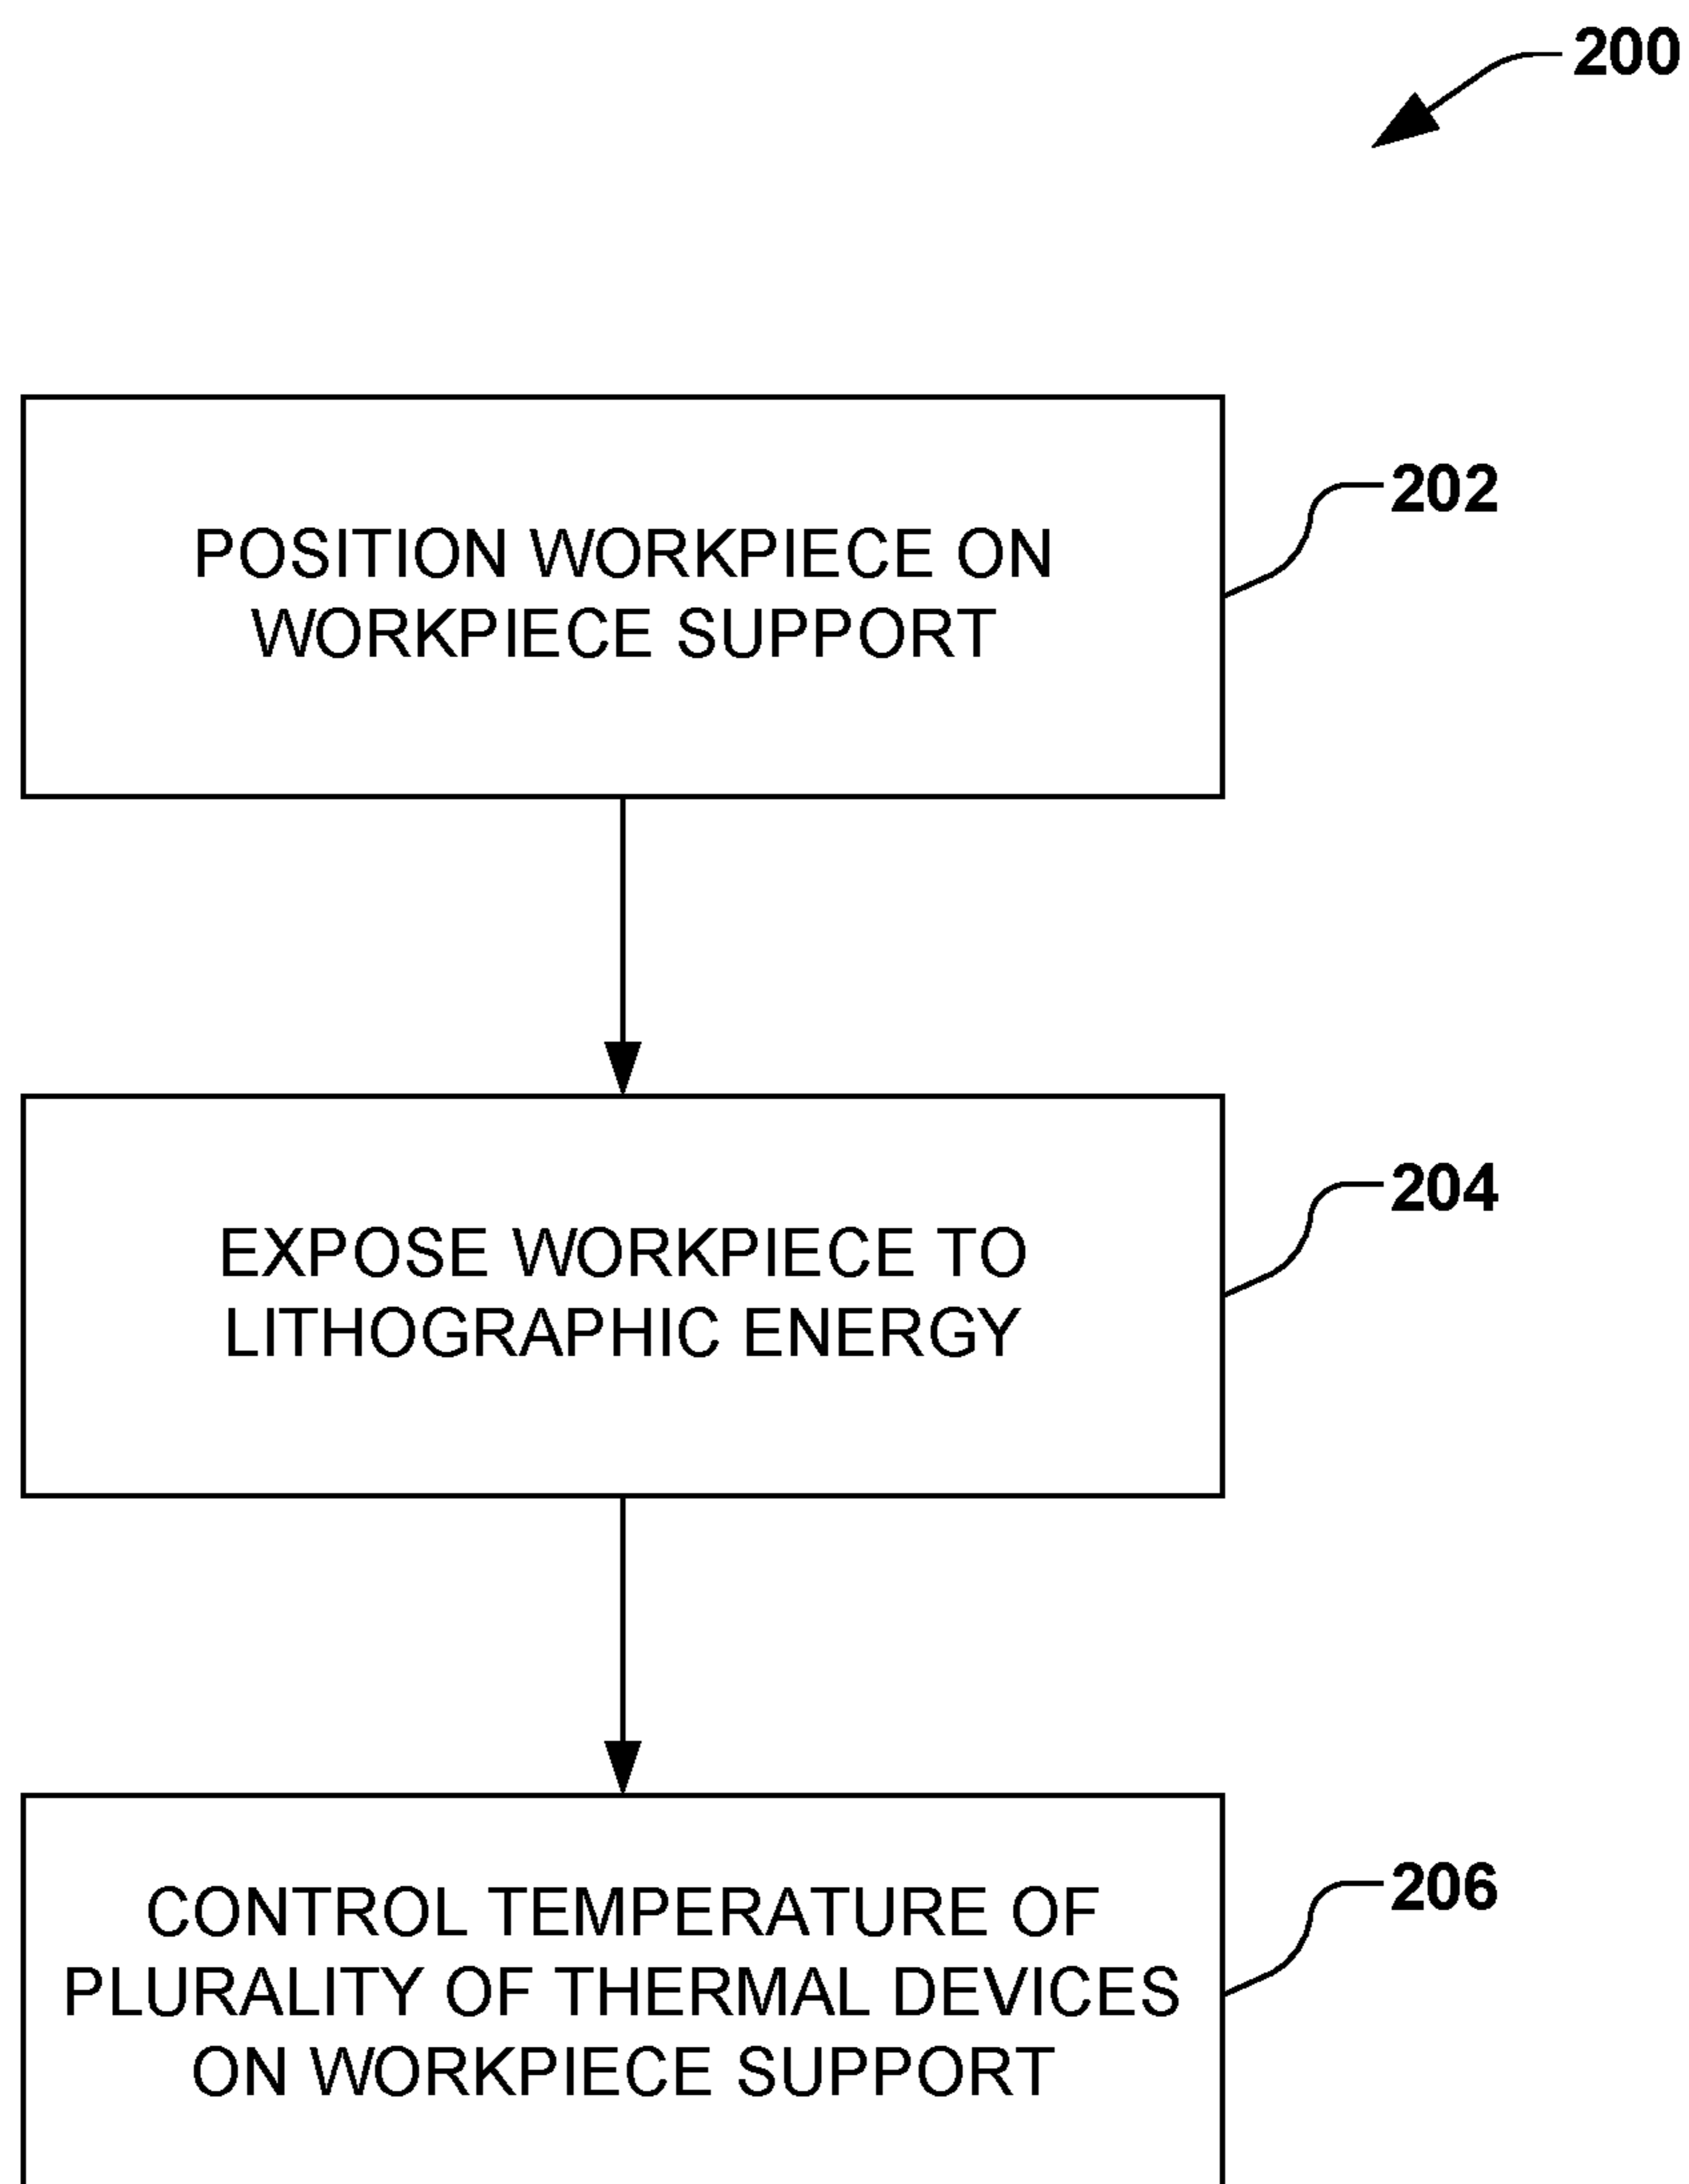 200
POSITION WORKPIECE ON
WORKPIECE SUPPORT
202
EXPOSE WORKPIECE TO
LITHOGRAPHIC ENERGY
204
CONTROL TEMPERATURE OF
PLURALITY OF THERMAL DEVICES
ON WORKPIECE SUPPORT
206